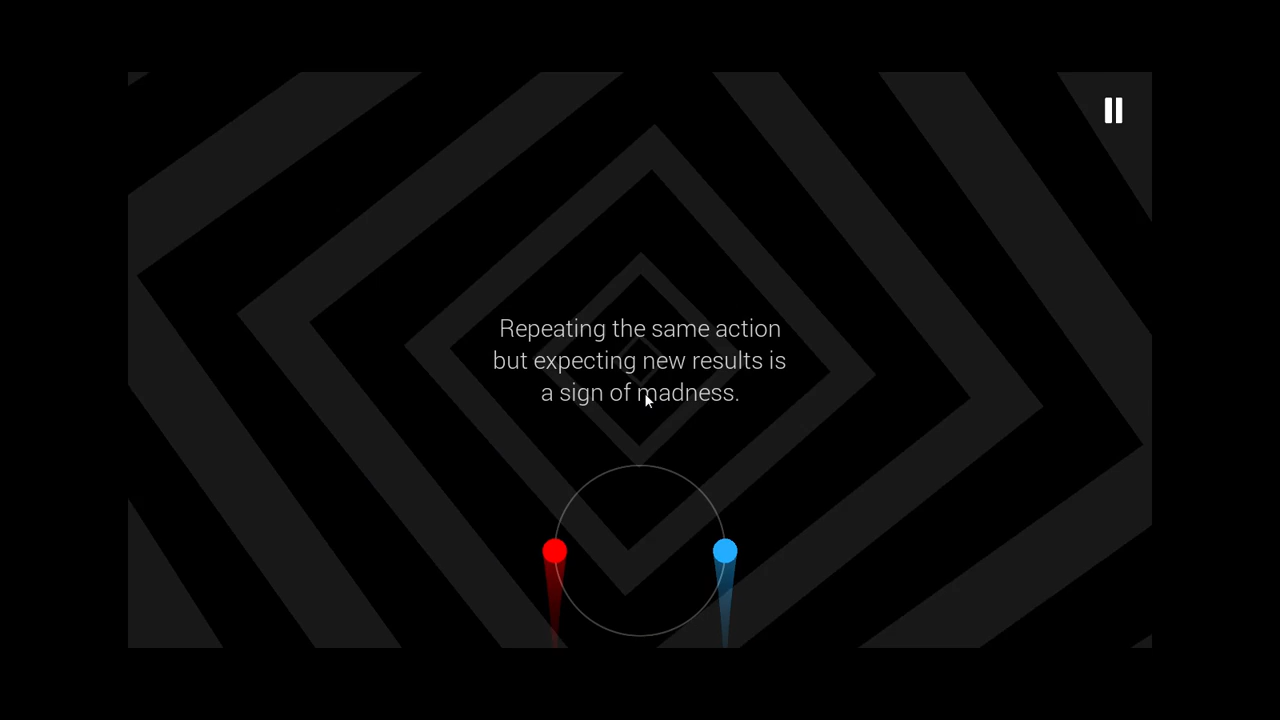 Repeating the same action
but expecting new results is
a sign of madness.